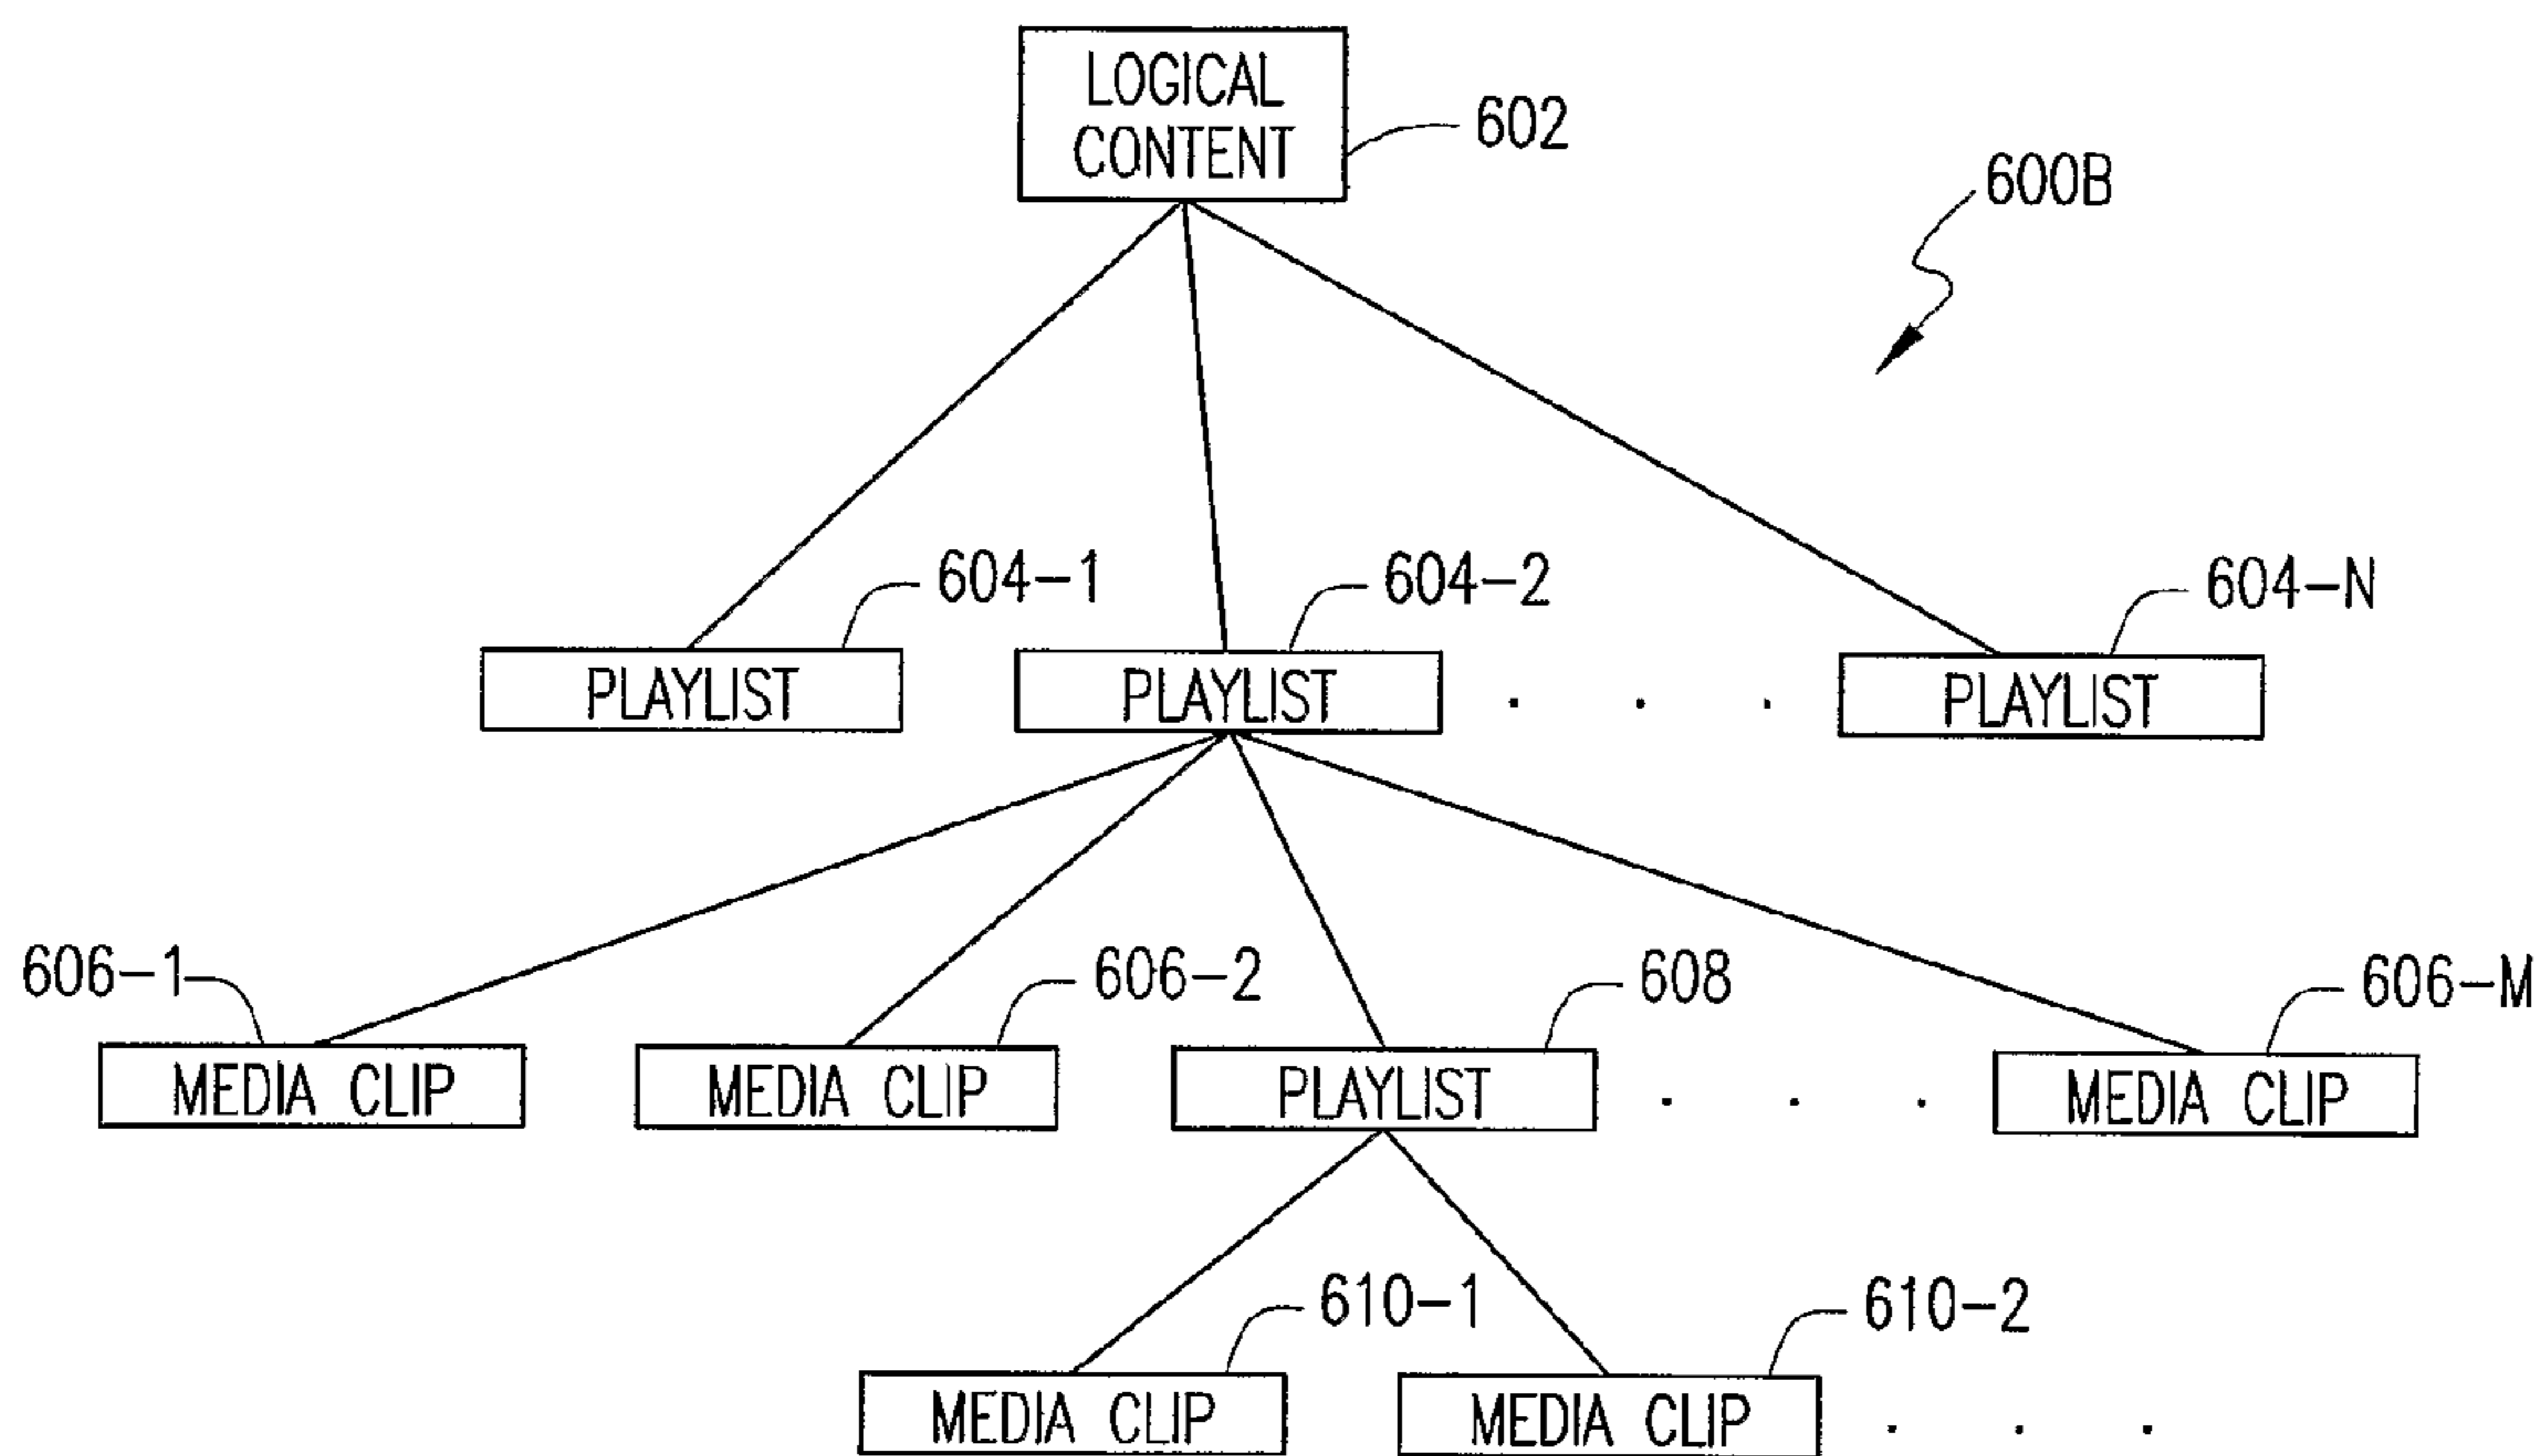 LOGICAL
CONTENT
602
600B
604-1
604-2
604-N
PLAYLIST
PLAYLIST
. . .
PLAYLIST
606-1
606-2
608
606-M
MEDIA CLIP
MEDIA CLIP
PLAYLIST
. . .
MEDIA CLIP
610-1
610-2
MEDIA CLIP
MEDIA CLIP
. . .